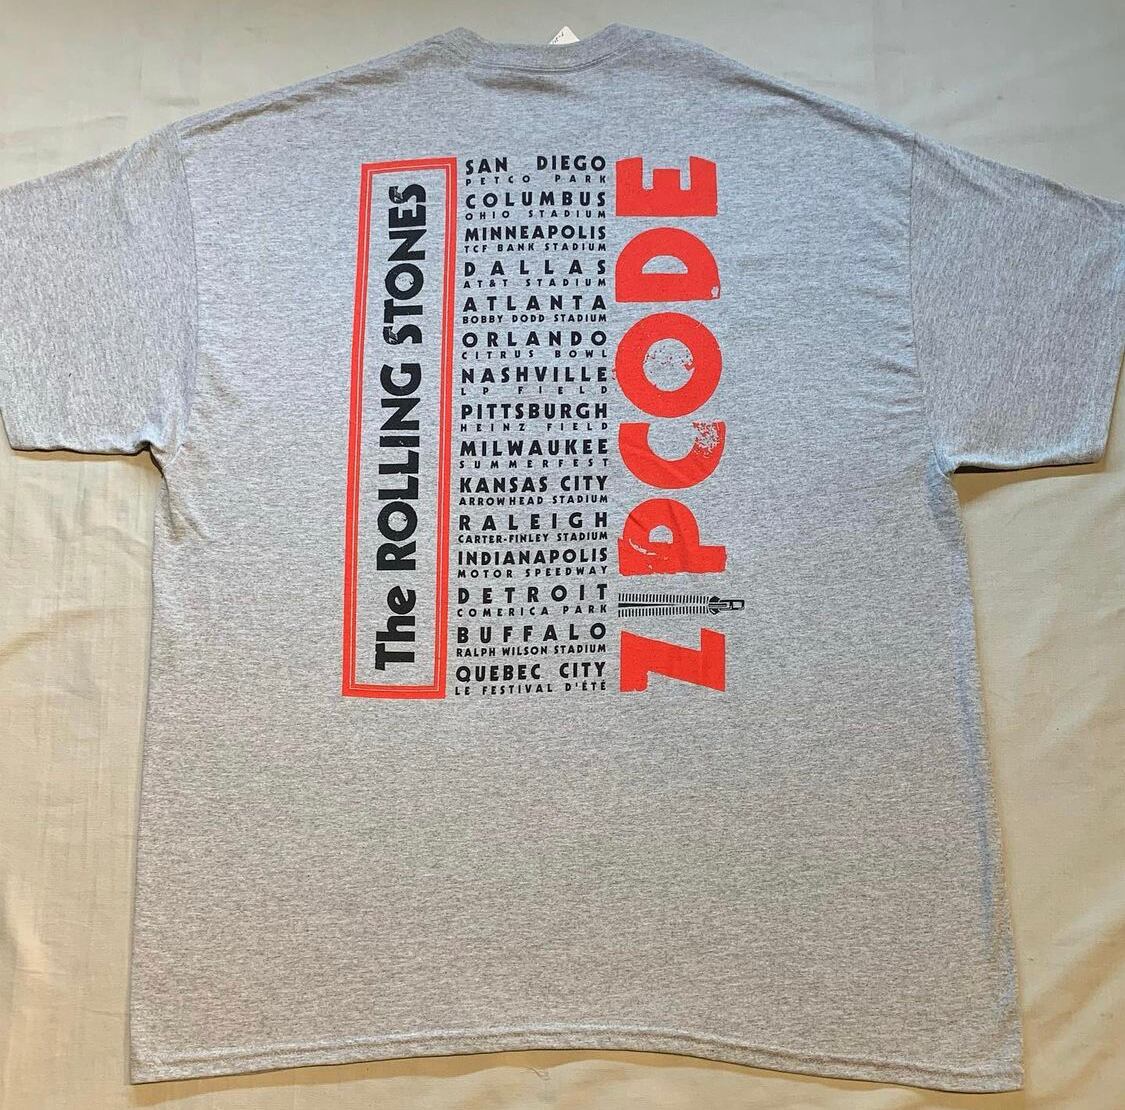 The ROLLING STONES
SAN DIEGO
PETCO PARK
COLUMBUS
OHIO STADIUM
MINNEAPOLIS
TCF BANK STADIUM
DALLAS
AT&T STADIUM
ATLANTA
BOBBY DODD STADIUM
ORLANDO
CITRUS BOWL
NASHVILLE
LP FIELD
PITTSBURGH
HEINZ FIELD
MILWAUKEE
SUMMERFEST
KANSAS CITY
ARROWHEAD STADIUM
RALEIGH
CARTER-FINLEY STADIUM
INDIANAPOLIS
MOTOR SPEEDWAY
DETROIT
COMERICA PARK
BUFFALO
RALPH WILSON STADIUM
QUEBEC CITY
LE FESTIVAL D'ÉTÉ
Z PCODE